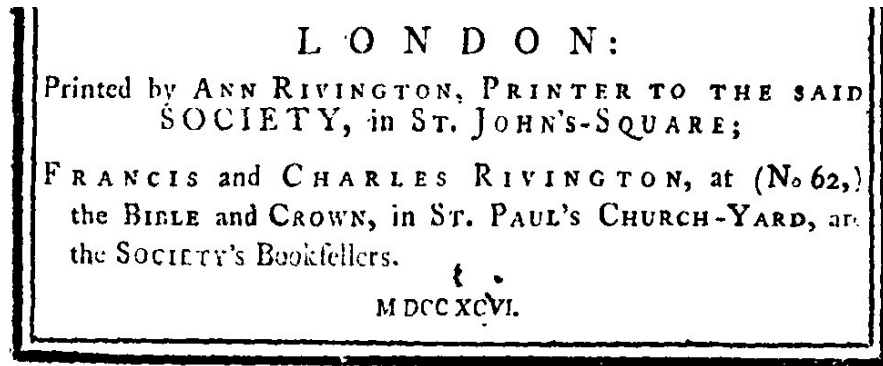 LONDON:
Printed by ANN RIVINGTON, PRINTER TO THE SAID
SOCIETY, in ST. JOHN'S-SQUARE;
FRANCIS and CHARLES RIVINGTON, at (No 62,)
the BIBLE and CROWN, in ST. PAUL'S CHURCH-YARD, are
the SOCIETY's Bookſellers.
MDCCXCVI.